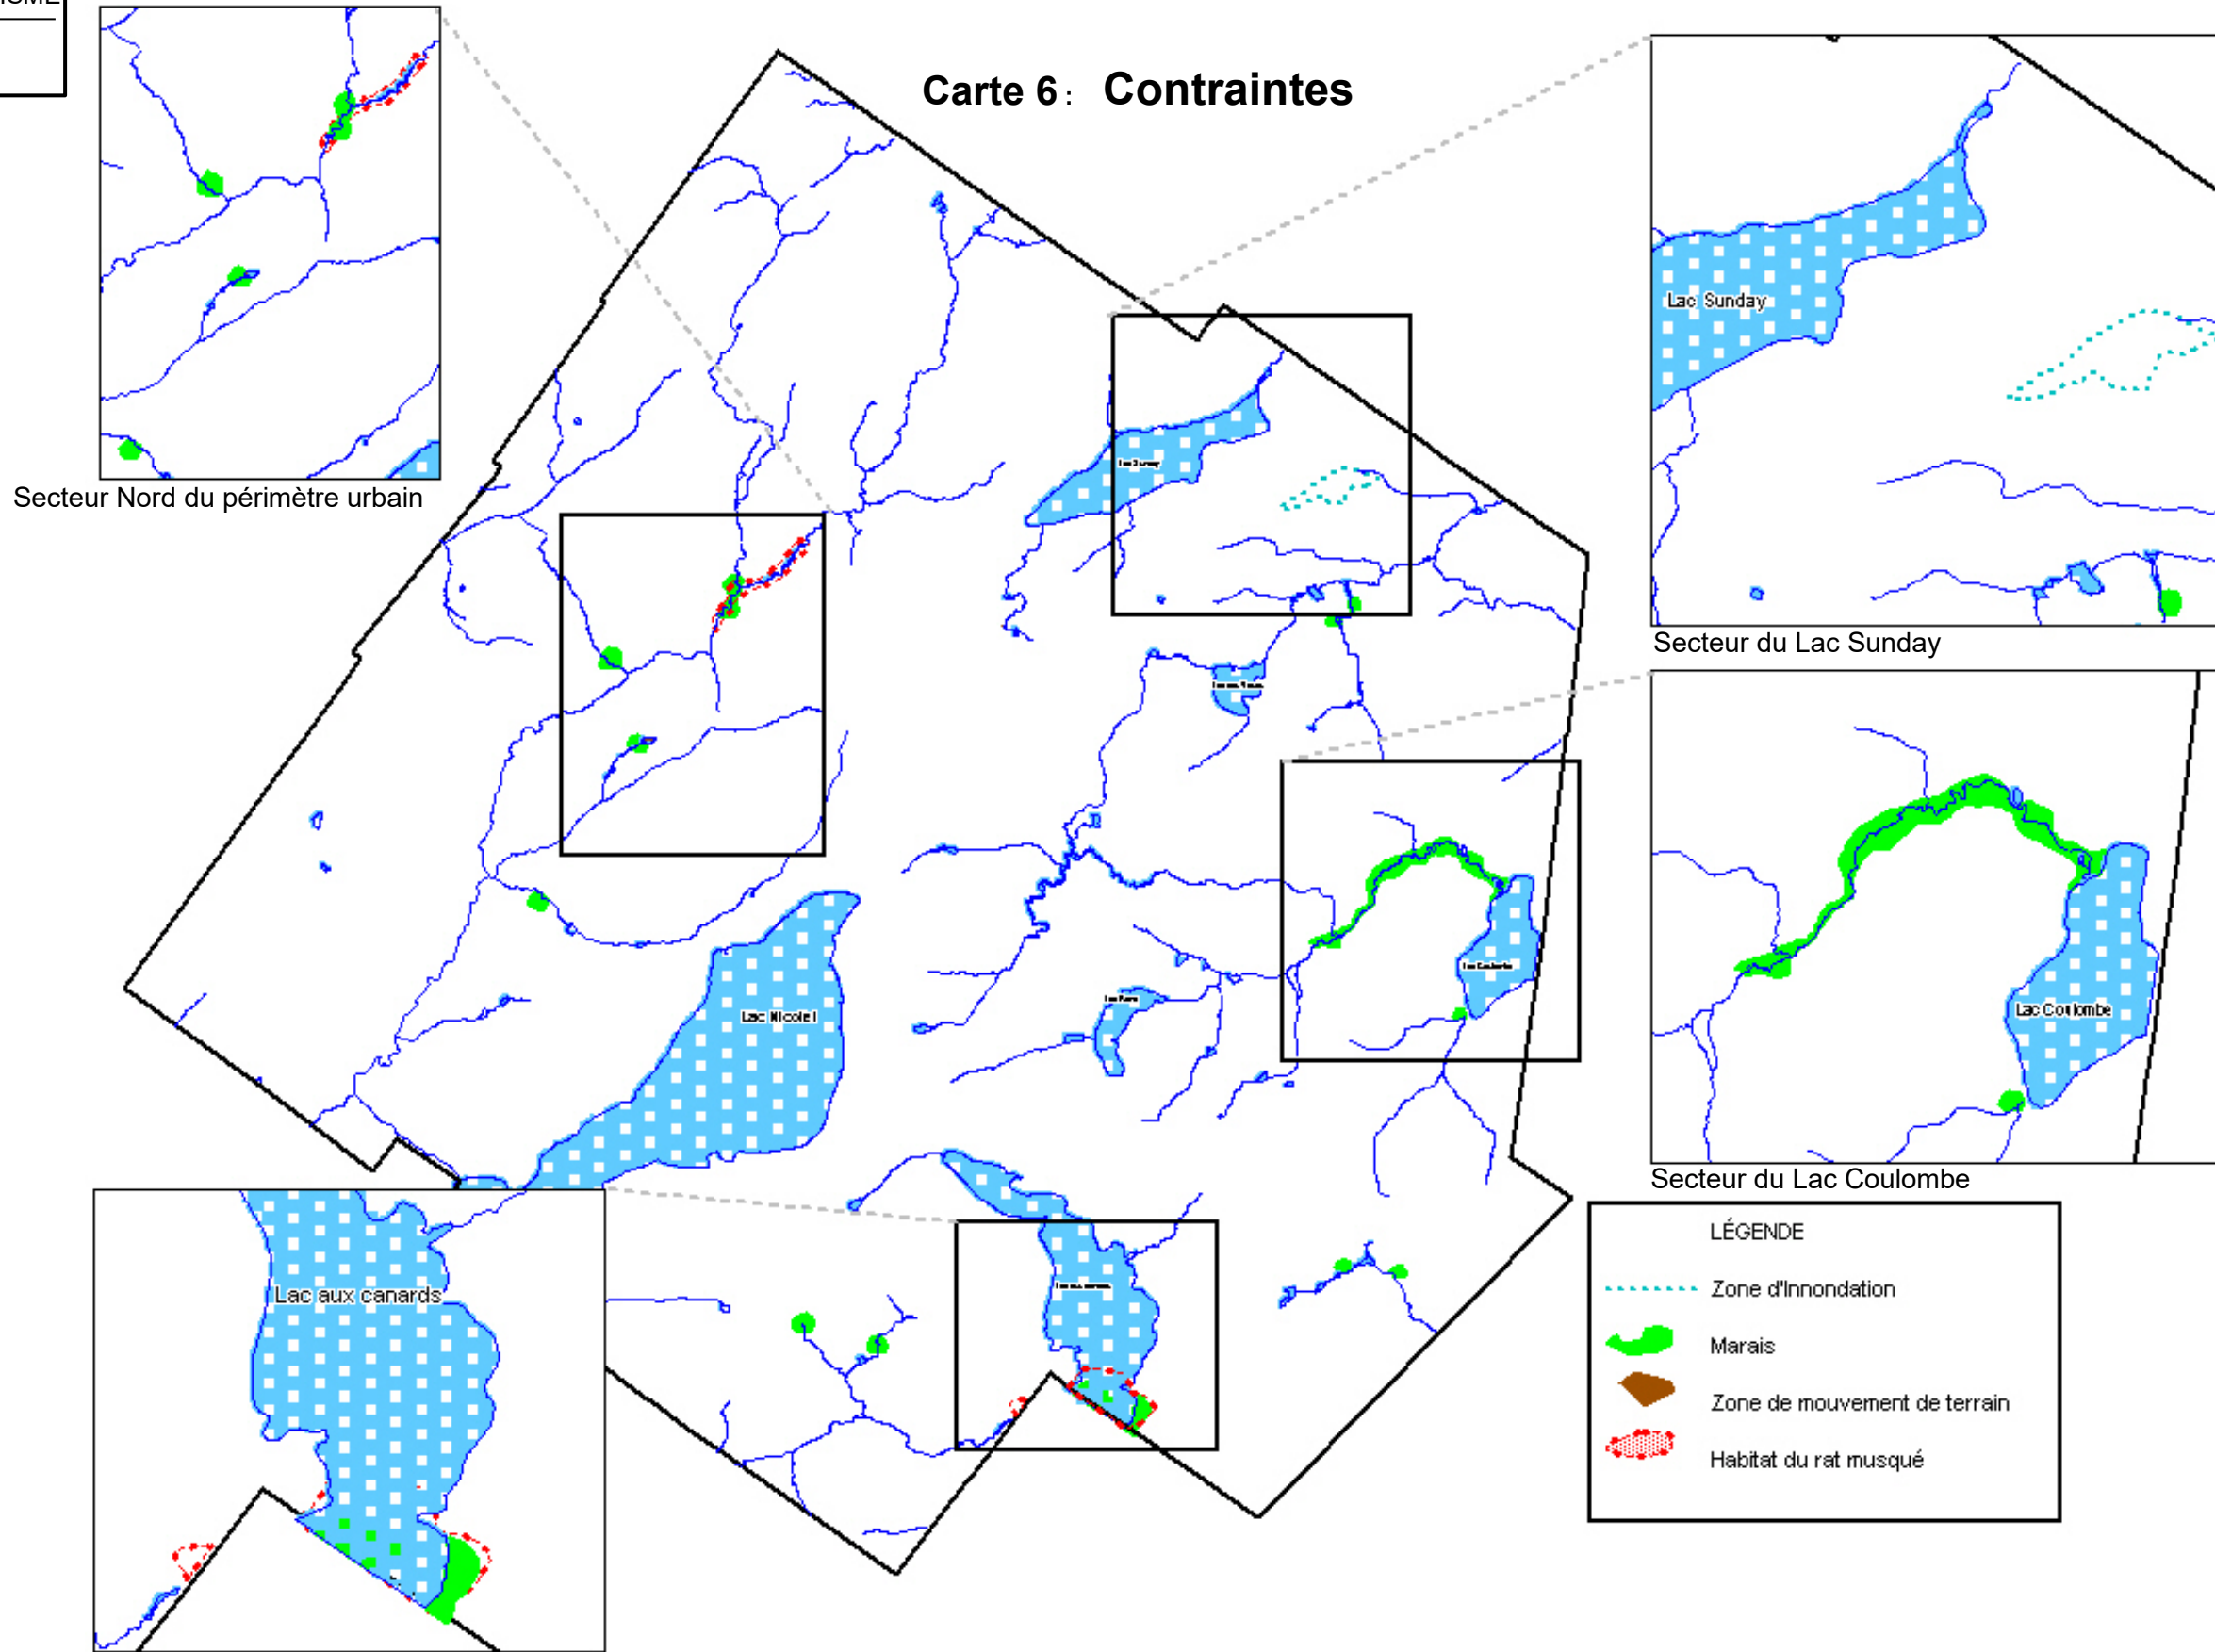 ISME
Carte 6 : Contraintes
Lac Sunday
Secteur Nord du périmètre urbain
Secteur du Lac Sunday
Lac Nicolet
Lac Coulombe
Secteur du Lac Coulombe
LÉGENDE
Zone d'Innondation
Marais
Zone de mouvement de terrain
Habitat du rat musqué
Lac aux canards